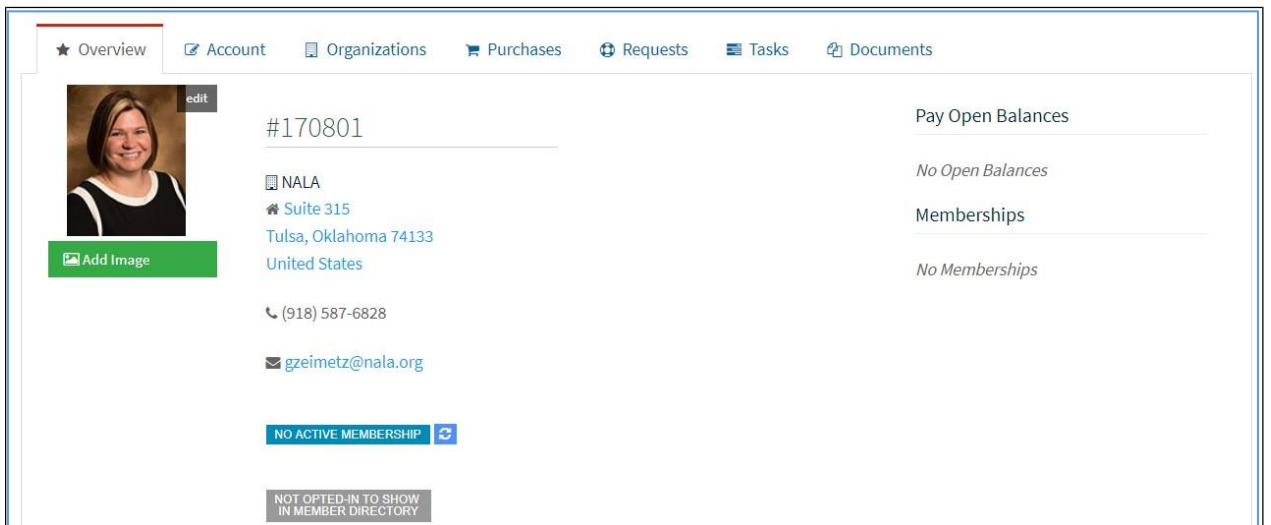 Overview Account Organizations Purchases Requests Tasks Documents
edit
Add Image
#170801
NALA
Suite 315
Tulsa, Oklahoma 74133
United States
(918) 587-6828
gzeimetz@nala.org
NO ACTIVE MEMBERSHIP
NOT OPTED-IN TO SHOW
IN MEMBER DIRECTORY
Pay Open Balances
No Open Balances
Memberships
No Memberships